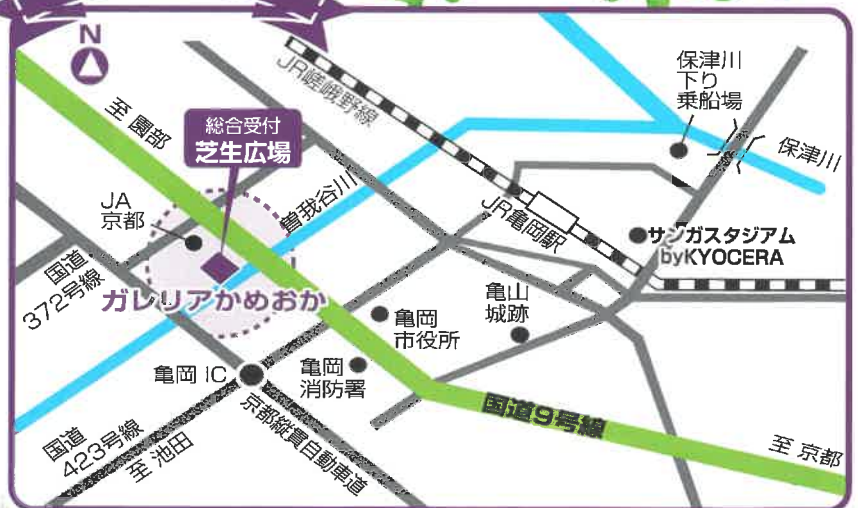 N
JR嵯峨野線
保津川
下り
乗船場
保津川
至 園部
総合受付
芝生広場
JA
京都
曽我谷川
JR亀岡駅
サンガスタジアム
byKYOCERA
国道
372号線
ガレリアかめおか
亀岡
市役所
亀山
城跡
亀岡 IC
亀岡
消防署
国道9号線
国道
423号線
至 池田
京都縦貫自動車道
至 京都